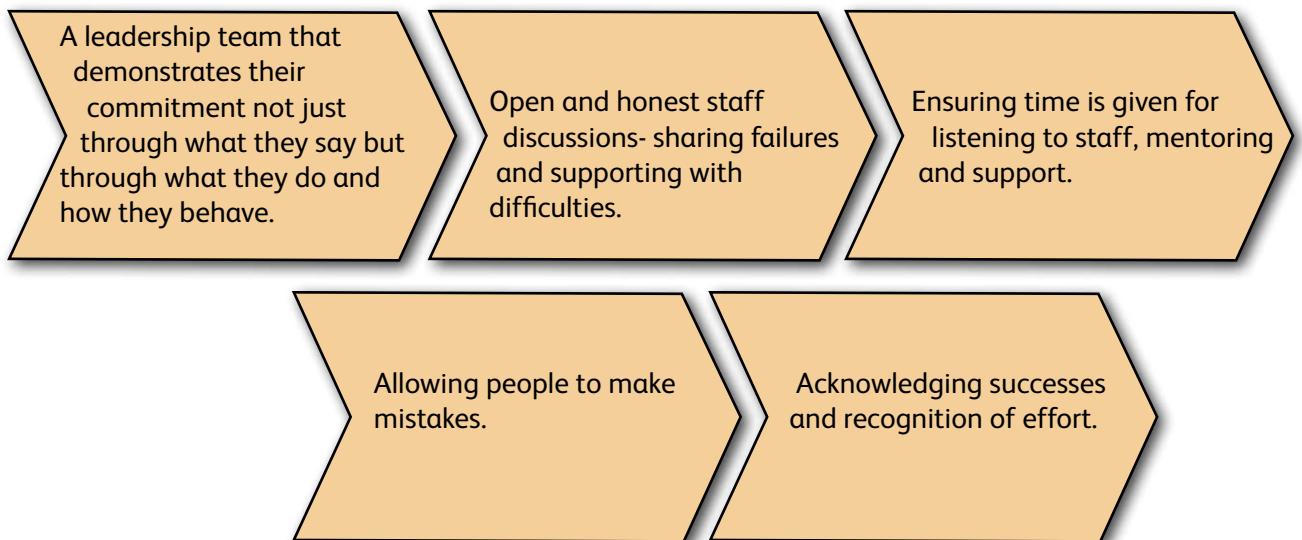 A leadership team that
demonstrates their
commitment not just
through what they say but
through what they do and
how they behave.
Open and honest staff
discussions- sharing failures
and supporting with
difficulties.
Ensuring time is given for
listening to staff, mentoring
and support.
Allowing people to make
mistakes.
Acknowledging successes
and recognition of effort.